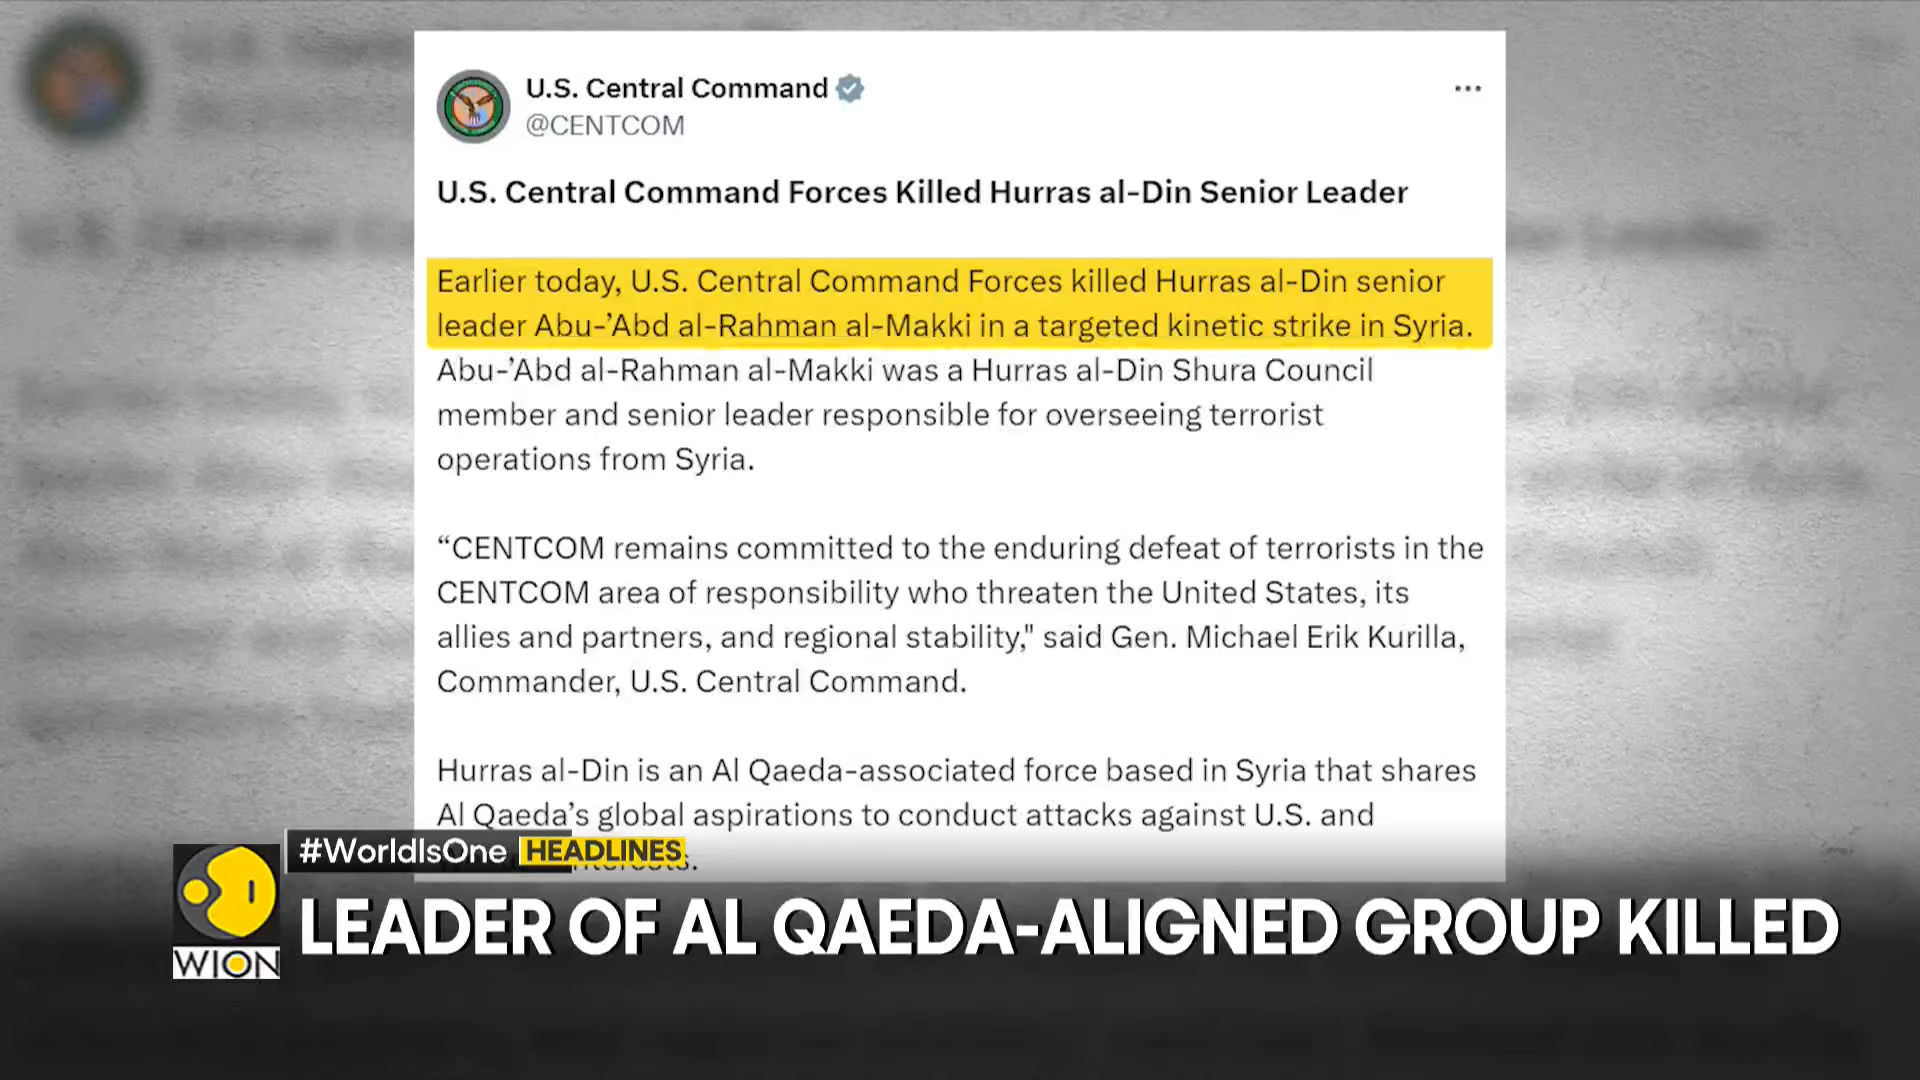 U.S. Central Command
@CENTCOM
U.S. Central Command Forces Killed Hurras al-Din Senior Leader
Earlier today, U.S. Central Command Forces killed Hurras al-Din senior
leader Abu-’Abd al-Rahman al-Makki in a targeted kinetic strike in Syria.
Abu-’Abd al-Rahman al-Makki was a Hurras al-Din Shura Council
member and senior leader responsible for overseeing terrorist
operations from Syria.
“CENTCOM remains committed to the enduring defeat of terrorists in the
CENTCOM area of responsibility who threaten the United States, its
allies and partners, and regional stability," said Gen. Michael Erik Kurilla,
Commander, U.S. Central Command.
Hurras al-Din is an Al Qaeda-associated force based in Syria that shares
Al Qaeda’s global aspirations to conduct attacks against U.S. and
#WorldIsOne HEADLINES
LEADER OF AL QAEDA-ALIGNED GROUP KILLED
WION